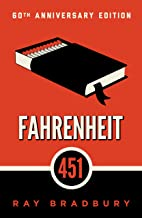 60TH ANNIVERSARY EDITION
FAHRENHEIT
451
RAY BRADBURY